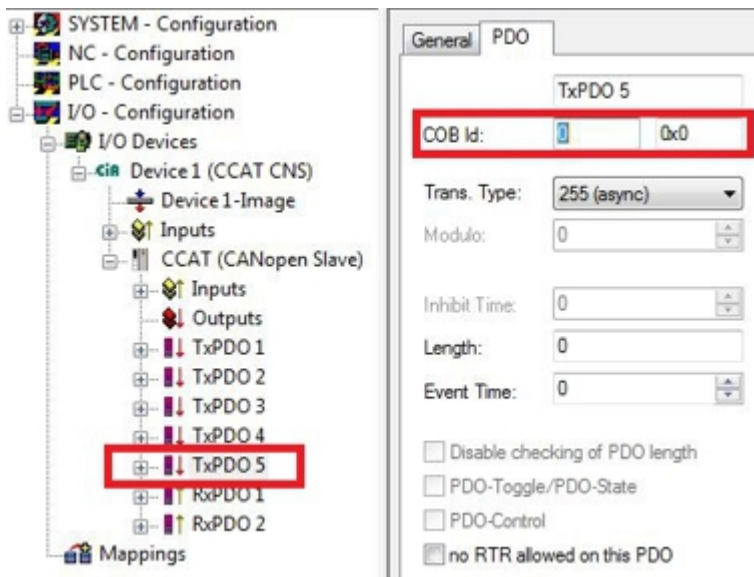 SYSTEM - Configuration
NC - Configuration
PLC - Configuration
I/O - Configuration
I/O Devices
CiA Device 1 (CCAT CNS)
Device 1-Image
Inputs
CCAT (CANopen Slave)
Inputs
Outputs
TxPDO 1
TxPDO 2
TxPDO 3
TxPDO 4
TxPDO 5
RxPDO 1
RxPDO 2
Mappings
General PDO
TxPDO 5
COB Id: 0 0x0
Trans. Type: 255 (async)
Modulo: 0
Inhibit Time: 0
Length: 0
Event Time: 0
Disable checking of PDO length
PDO-Toggle/PDO-State
PDO-Control
no RTR allowed on this PDO